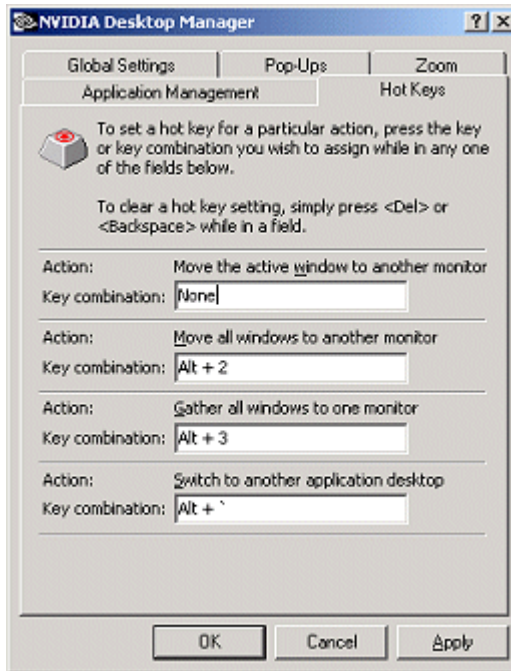 NVIDIA Desktop Manager
Global Settings Pop-Ups Zoom
Application Management Hot Keys
To set a hot key for a particular action, press the key
or key combination you wish to assign while in any one
of the fields below.
To clear a hot key setting, simply press <Del> or
<Backspace> while in a field.
Action: Move the active window to another monitor
Key combination: None
Action: Move all windows to another monitor
Key combination: Alt + 2
Action: Gather all windows to one monitor
Key combination: Alt + 3
Action: Switch to another application desktop
Key combination: Alt + `
OK Cancel Apply